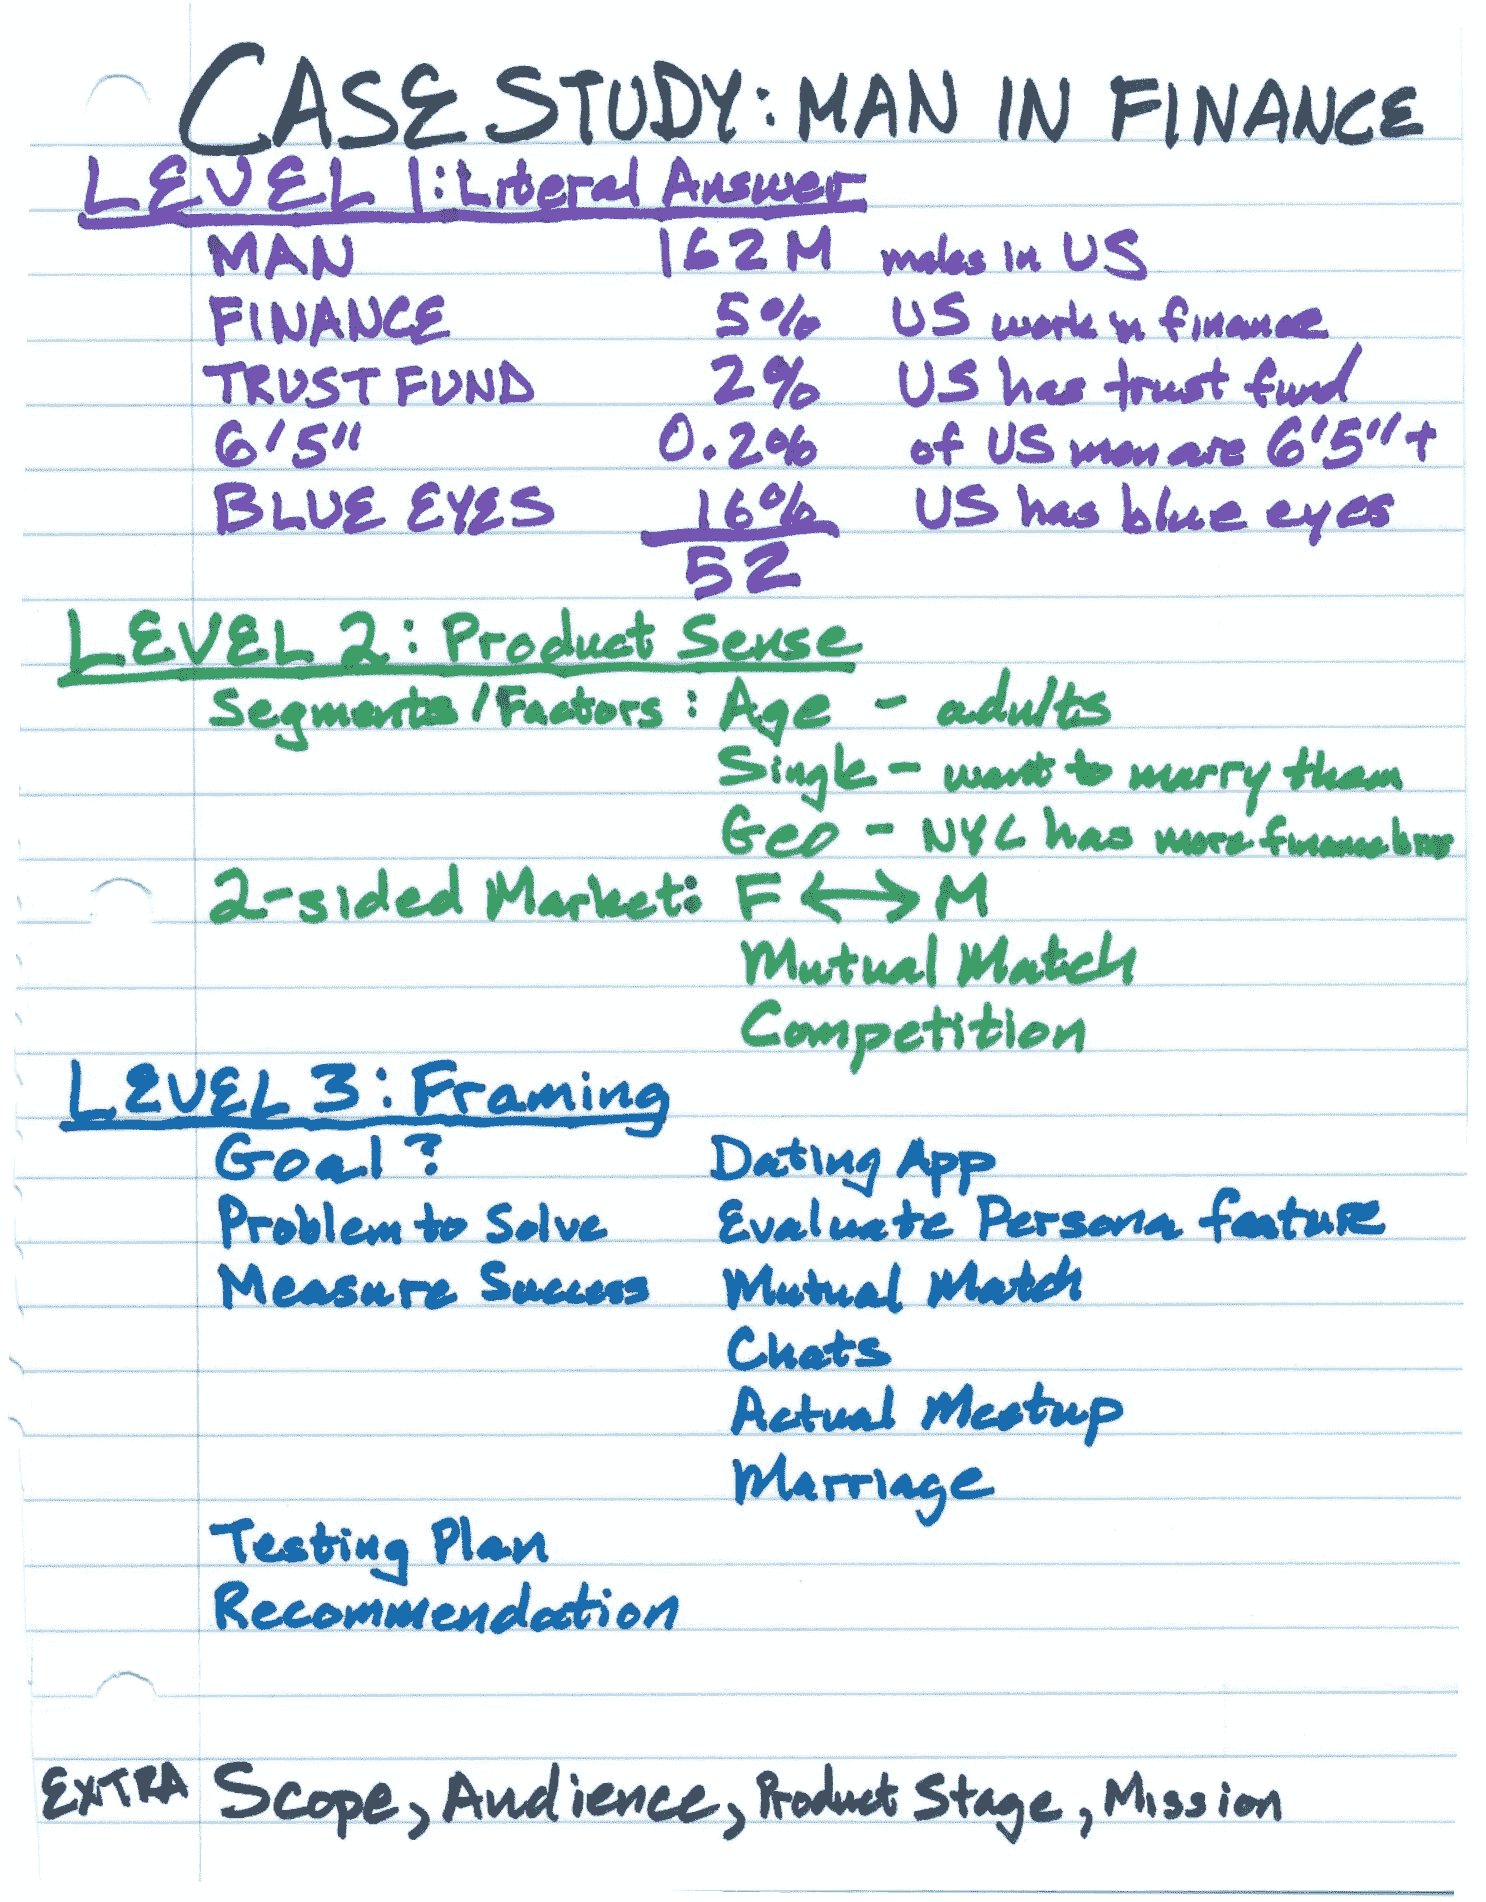 CASE STUDY: MAN IN FINANCE
LEVEL 1: Literal Answer
MAN 162M males in US
FINANCE 5% US work in finance
TRUST FUND 2% US has trust fund
6'5" 0.2% of US men are 6'5"+
BLUE EYES 16% US has blue eyes
52
LEVEL 2: Product Sense
Segments/Factors: Age - adults
Single - want to marry them
Geo - NYC has more finance bros
2-sided Market: F ↔ M
Mutual Match
Competition
LEVEL 3: Framing
Goal? Dating App
Problem to Solve Evaluate Persona feature
Measure Success Mutual Match
Chats
Actual Meetup
Marriage
Testing Plan
Recommendation
EXTRA Scope, Audience, Product Stage, Mission